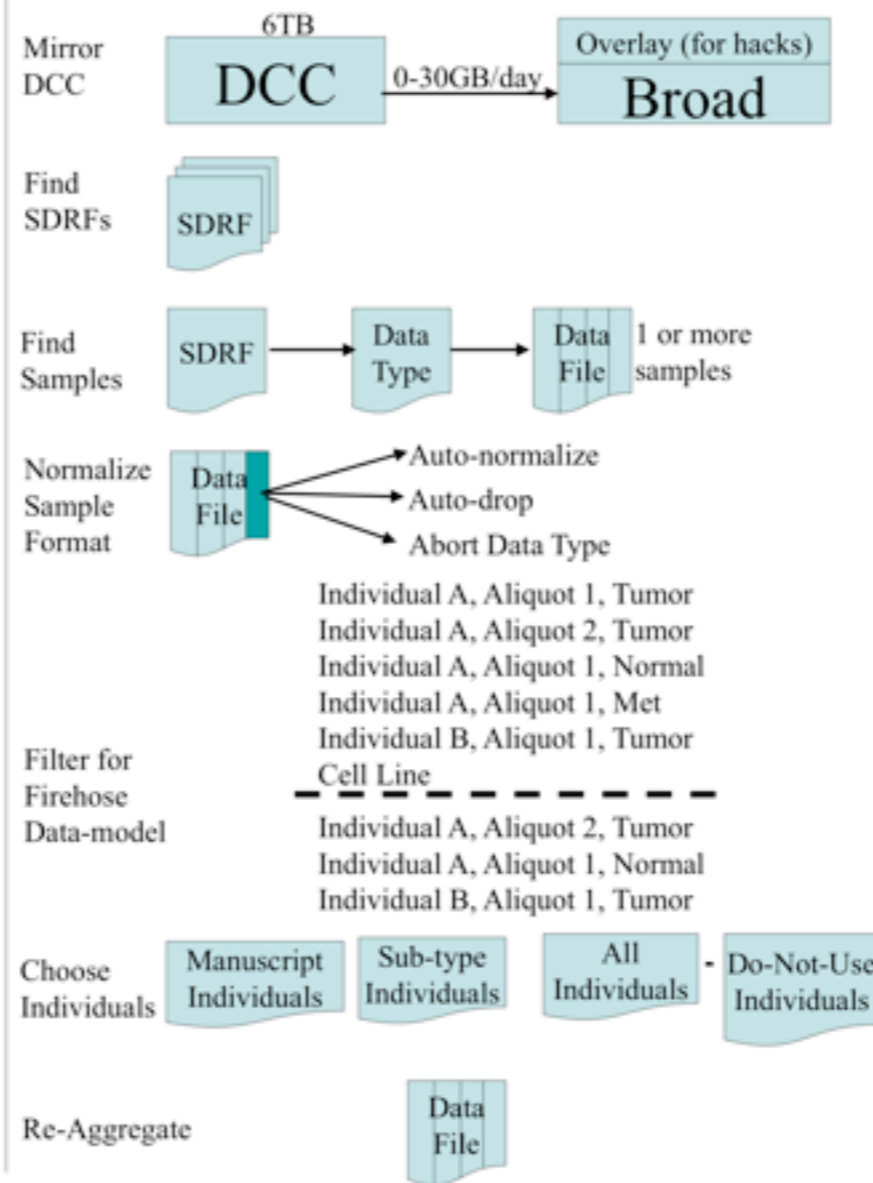 Mirror
DCC
6TB
DCC
0-30GB/day
Overlay (for hacks)
Broad
Find
SDRFs
SDRF
Find
Samples
SDRF
Data
Type
Data
File
1 or more
samples
Normalize
Sample
Format
Data
File
Auto-normalize
Auto-drop
Abort Data Type
Filter for
Firehose
Data-model
Individual A, Aliquot 1, Tumor
Individual A, Aliquot 2, Tumor
Individual A, Aliquot 1, Normal
Individual A, Aliquot 1, Met
Individual B, Aliquot 1, Tumor
Cell Line
Individual A, Aliquot 2, Tumor
Individual A, Aliquot 1, Normal
Individual B, Aliquot 1, Tumor
Choose
Individuals
Manuscript
Individuals
Sub-type
Individuals
All
Individuals
-
Do-Not-Use
Individuals
Re-Aggregate
Data
File